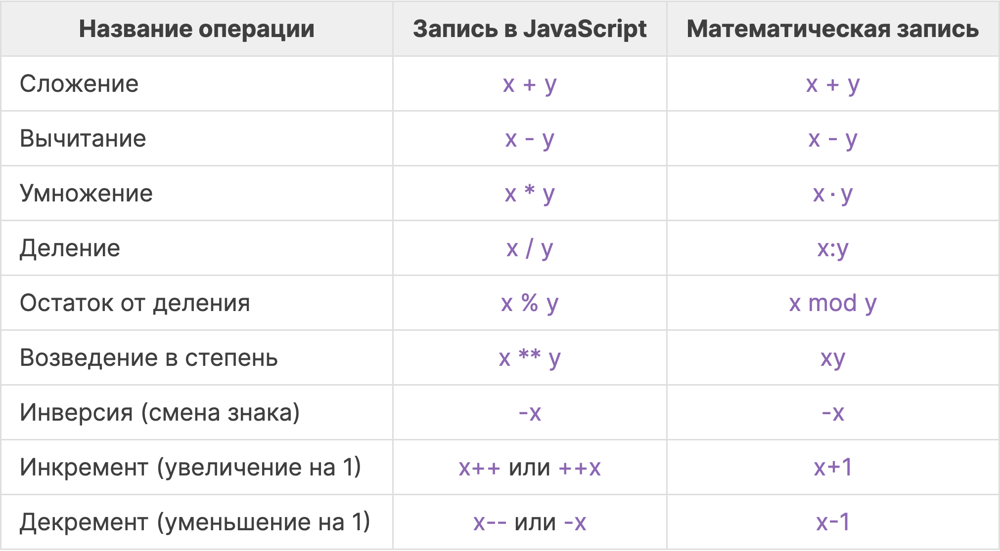 Название операции Запись в JavaScript Математическая запись
Сложение x + y x + y
Вычитание x - y x - y
Умножение x * y x · y
Деление x / y x:y
Остаток от деления x % y x mod y
Возведение в степень x ** y xy
Инверсия (смена знака) -x -x
Инкремент (увеличение на 1) x++ или ++x x+1
Декремент (уменьшение на 1) x-- или -x x-1